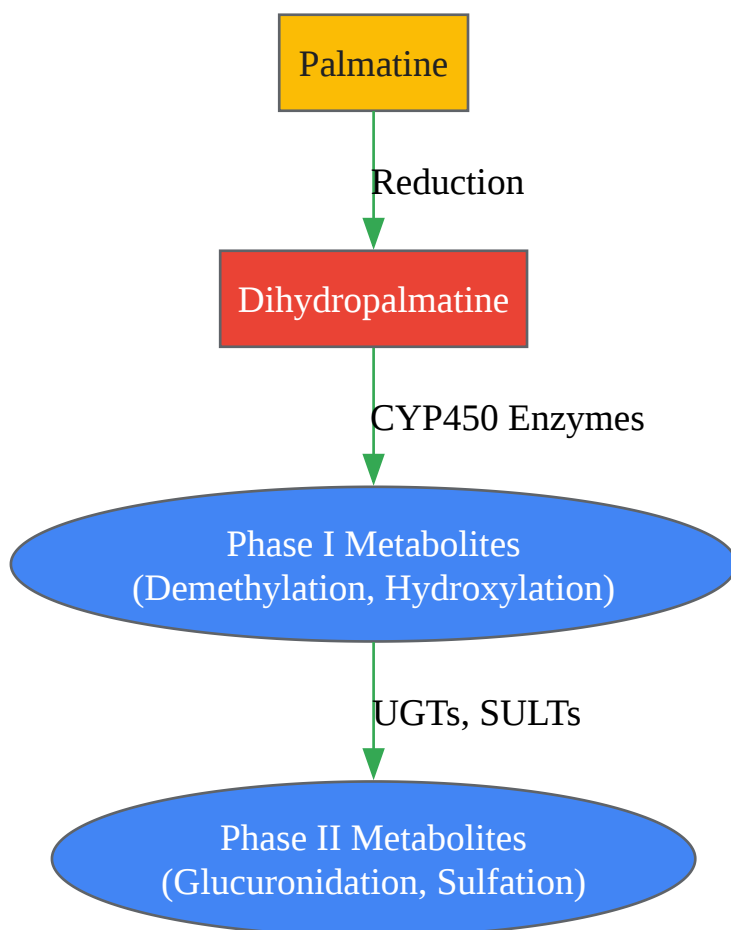 Palmatine
Reduction
Dihydropalmatine
CYP450 Enzymes
Phase I Metabolites
(Demethylation, Hydroxylation)
UGTs, SULTs
Phase II Metabolites
(Glucuronidation, Sulfation)